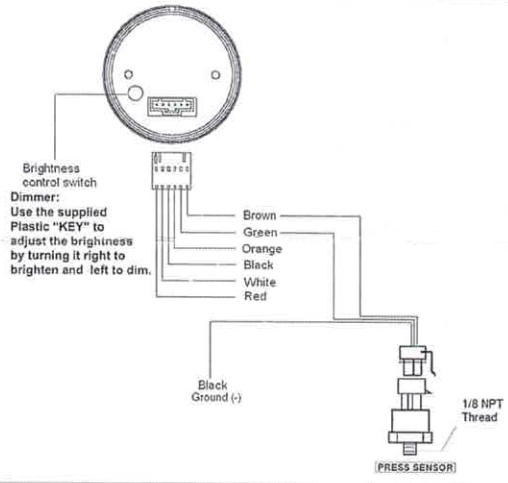 Brightness
control switch
Dimmer:
Use the supplied
Plastic "KEY" to
adjust the brightness
by turning it right to
brighten and left to dim.
Brown
Green
Orange
Black
White
Red
Black
Ground (-)
1/8 NPT
Thread
PRESS SENSOR